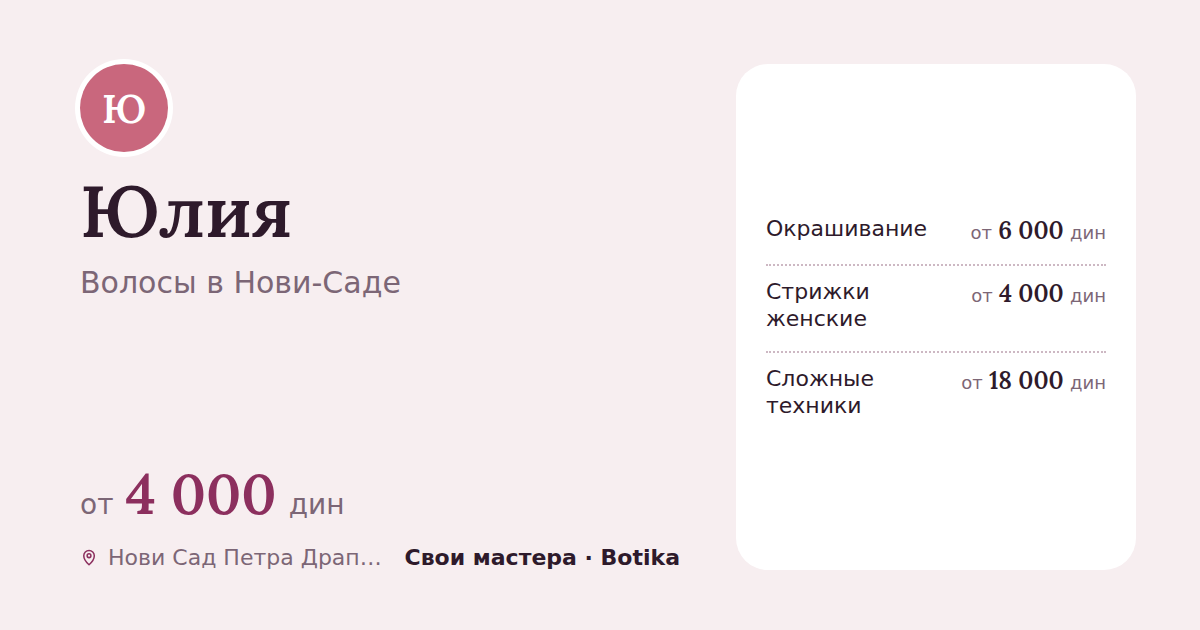 Ю
Юлия
Волосы в Нови-Саде
от 4 000 дин
Нови Сад Петра Драп...
Свои мастера · Botika
Окрашивание от 6 000 дин
Стрижки от 4 000 дин
женские
Сложные от 18 000 дин
техники